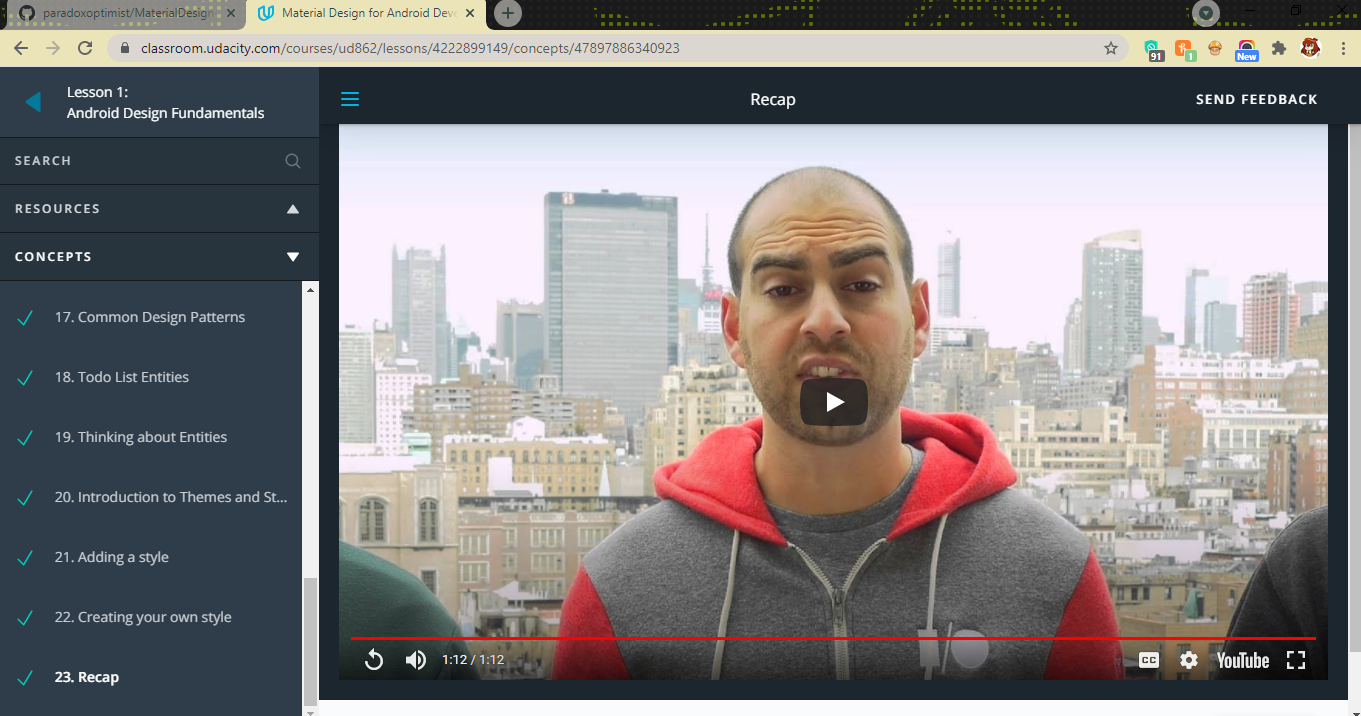 paradoxoptimist/MaterialDesign
Material Design for Android Deve
classroom.udacity.com/courses/ud862/lessons/4222899149/concepts/47897886340923
91
1
New
Lesson 1:
Android Design Fundamentals
Recap
SEND FEEDBACK
SEARCH
RESOURCES
CONCEPTS
17. Common Design Patterns
18. Todo List Entities
19. Thinking about Entities
20. Introduction to Themes and St...
21. Adding a style
22. Creating your own style
23. Recap
I/O
1:12 / 1:12
CC
YouTube